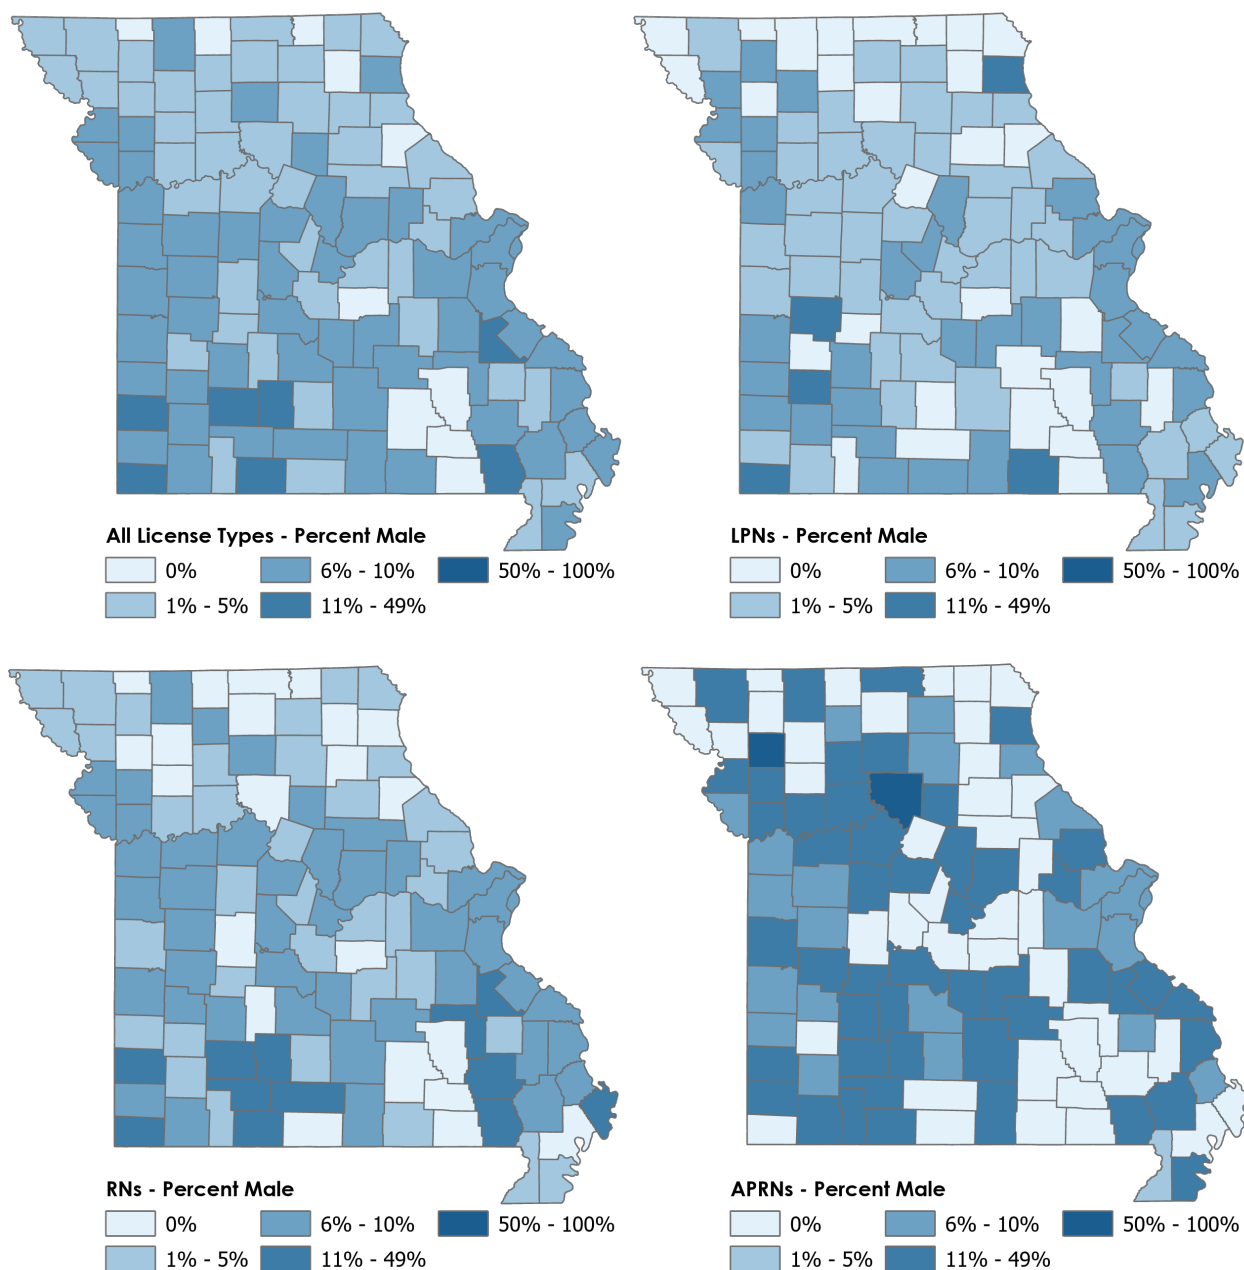 All License Types - Percent Male
0%
6% - 10%
50% - 100%
1% - 5%
11% - 49%
LPNs - Percent Male
0%
6% - 10%
50% - 100%
1% - 5%
11% - 49%
RNs - Percent Male
0%
6% - 10%
50% - 100%
1% - 5%
11% - 49%
APRNs - Percent Male
0%
6% - 10%
50% - 100%
1% - 5%
11% - 49%